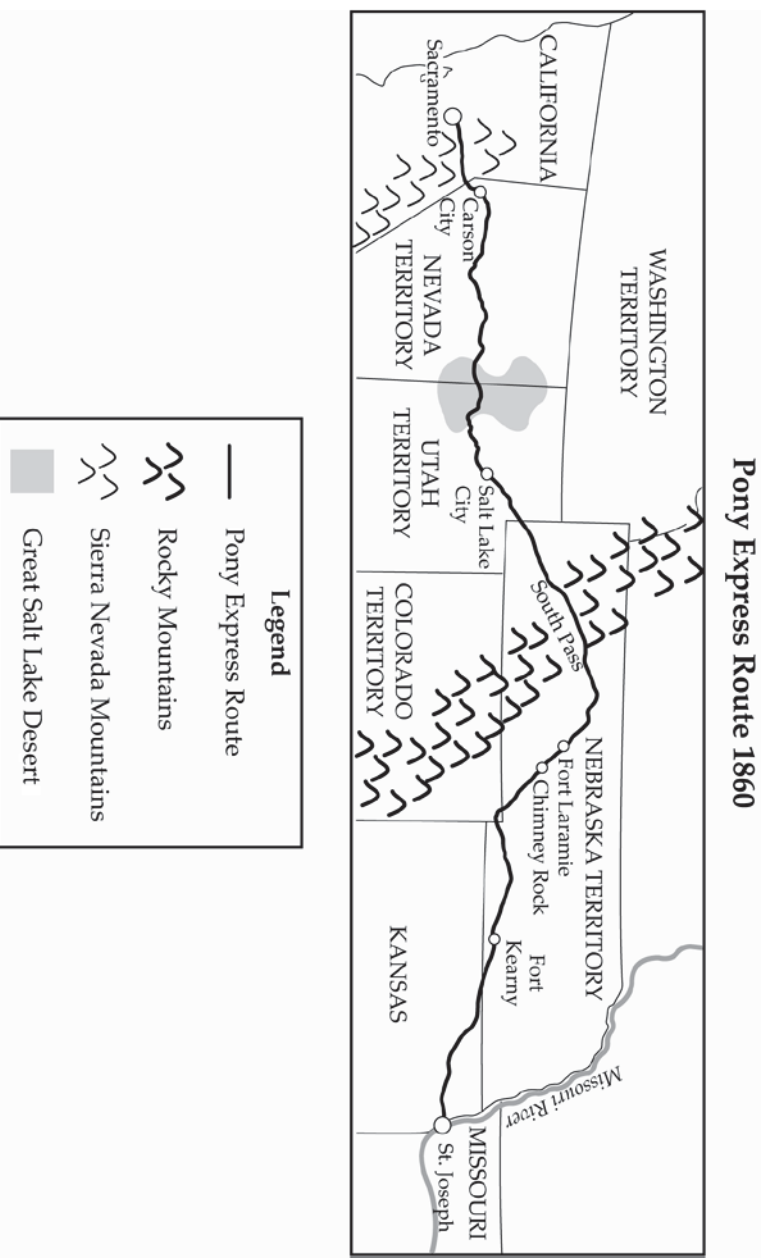 Pony Express Route 1860
WASHINGTON
TERRITORY
CALIFORNIA
Sacramento
Carson
City
NEVADA
TERRITORY
UTAH
TERRITORY
Salt Lake
City
South Pass
COLORADO
TERRITORY
NEBRASKA TERRITORY
Fort Laramie
Chimney Rock
Fort
Kearny
KANSAS
Missouri River
MISSOURI
St. Joseph
Legend
Pony Express Route
Rocky Mountains
Sierra Nevada Mountains
Great Salt Lake Desert